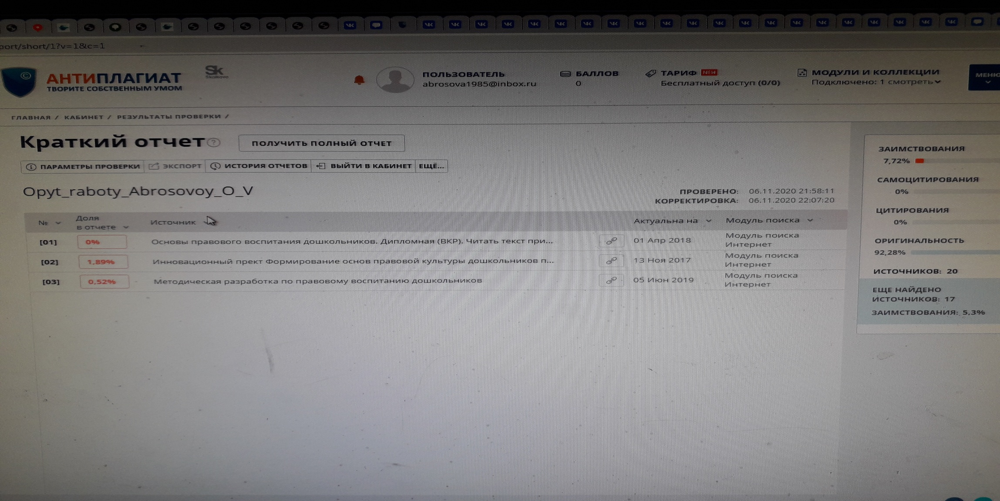 port/short/1?v=1&c=1
АНТИПЛАГИАТ
ТВОРИТЕ СОБСТВЕННЫМ УМОМ
Sk
Skolkovo
ПОЛЬЗОВАТЕЛЬ
abrosova1985@inbox.ru
БАЛЛОВ
0
ТАРИФ NEW
Бесплатный доступ (0/0)
МОДУЛИ И КОЛЛЕКЦИИ
Подключено: 1 смотреть
МЕНЮ
ГЛАВНАЯ / КАБИНЕТ / РЕЗУЛЬТАТЫ ПРОВЕРКИ /
Краткий отчет ?
ПОЛУЧИТЬ ПОЛНЫЙ ОТЧЕТ
ПАРАМЕТРЫ ПРОВЕРКИ ЭКСПОРТ ИСТОРИЯ ОТЧЕТОВ ВЫЙТИ В КАБИНЕТ ЕЩЁ...
Opyt_raboty_Abrosovoy_O_V
ПРОВЕРЕНО: 06.11.2020 21:58:11
КОРРЕКТИРОВКА: 06.11.2020 22:07:20
№ Доля в отчете Источник Актуальна на Модуль поиска
[01] 0% Основы правового воспитания дошкольников. Дипломная (ВКР). Читать текст при... 01 Апр 2018 Модуль поиска Интернет
[02] 1,89% Инновационный прект Формирование основ правовой культуры дошкольников п... 13 Ноя 2017 Модуль поиска Интернет
[03] 0,52% Методическая разработка по правовому воспитанию дошкольников 05 Июн 2019 Модуль поиска Интернет
ЗАИМСТВОВАНИЯ
7,72%
САМОЦИТИРОВАНИЯ
0%
ЦИТИРОВАНИЯ
0%
ОРИГИНАЛЬНОСТЬ
92,28%
ИСТОЧНИКОВ: 20
ЕЩЕ НАЙДЕНО
ИСТОЧНИКОВ: 17
ЗАИМСТВОВАНИЯ: 5,3%